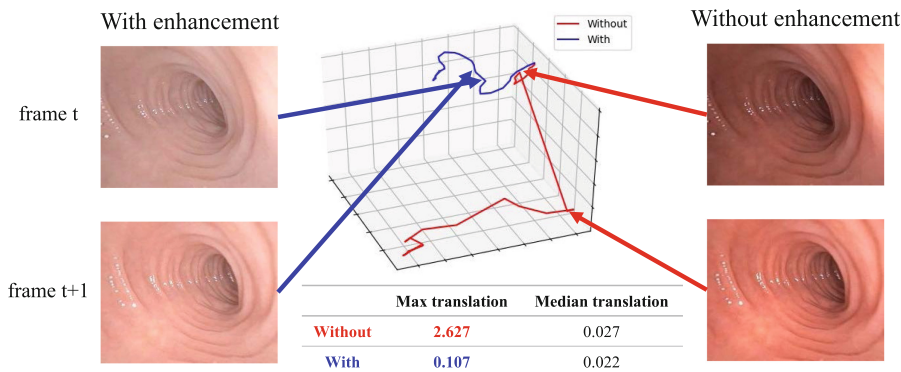 With enhancement
Without enhancement
Without
With
frame t
frame t+1
Max translation Median translation
Without 2.627 0.027
With 0.107 0.022